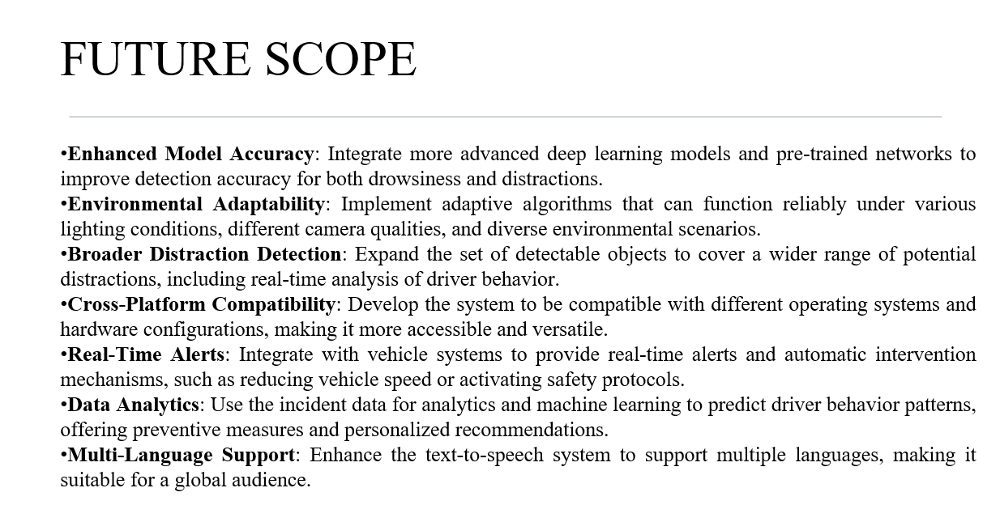 FUTURE SCOPE
•Enhanced Model Accuracy: Integrate more advanced deep learning models and pre-trained networks to
improve detection accuracy for both drowsiness and distractions.
•Environmental Adaptability: Implement adaptive algorithms that can function reliably under various
lighting conditions, different camera qualities, and diverse environmental scenarios.
•Broader Distraction Detection: Expand the set of detectable objects to cover a wider range of potential
distractions, including real-time analysis of driver behavior.
•Cross-Platform Compatibility: Develop the system to be compatible with different operating systems and
hardware configurations, making it more accessible and versatile.
•Real-Time Alerts: Integrate with vehicle systems to provide real-time alerts and automatic intervention
mechanisms, such as reducing vehicle speed or activating safety protocols.
•Data Analytics: Use the incident data for analytics and machine learning to predict driver behavior patterns,
offering preventive measures and personalized recommendations.
•Multi-Language Support: Enhance the text-to-speech system to support multiple languages, making it
suitable for a global audience.